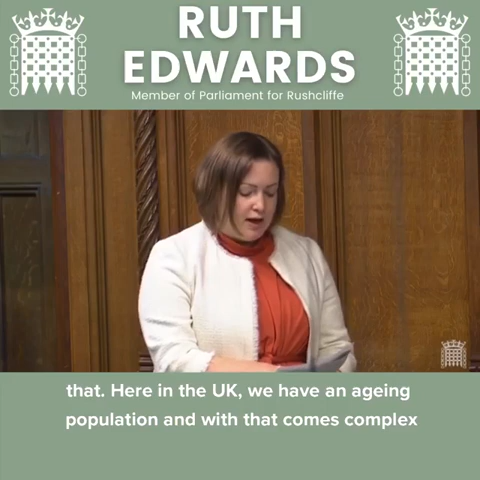 RUTH
EDWARDS
Member of Parliament for Rushcliffe
that. Here in the UK, we have an ageing
population and with that comes complex